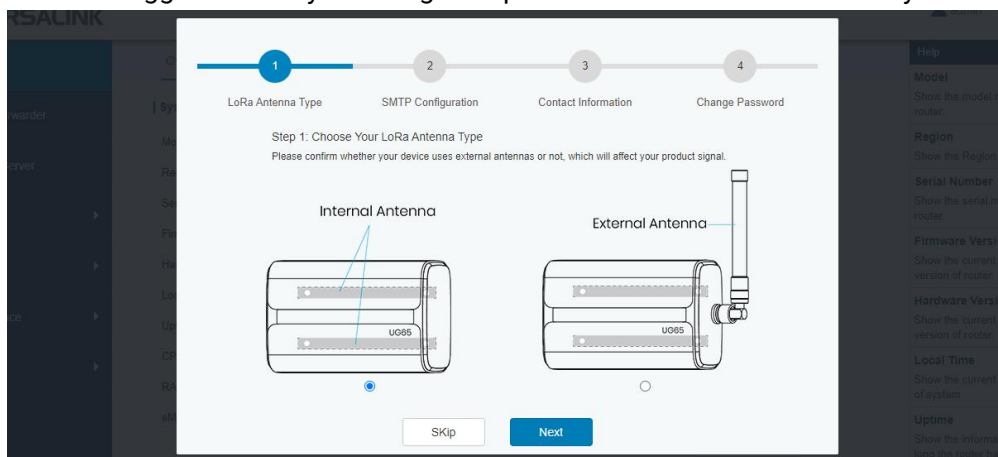 RSALINK
1
2
3
4
LoRa Antenna Type
SMTP Configuration
Contact Information
Change Password
Step 1: Choose Your LoRa Antenna Type
Please confirm whether your device uses external antennas or not, which will affect your product signal.
Internal Antenna
External Antenna
UG65
UG65
SKip
Next
Help
Model
Show the model
router.
Region
Show the Region
Serial Number
Show the serial
router.
Firmware Versi
Show the current
version of router.
Hardware Versi
Show the current
version of router.
Local Time
Show the current
of system.
Uptime
Show the informa